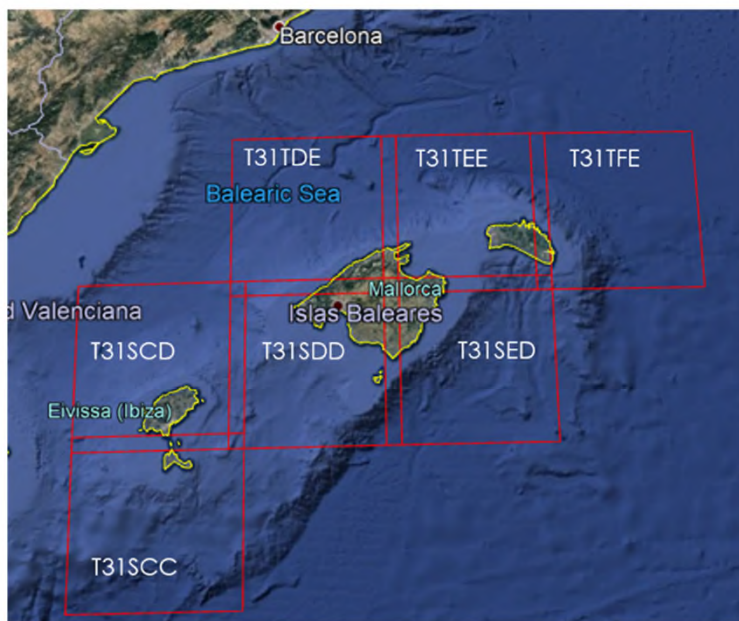 Barcelona
T31TDE
T31TEE
T31TFE
Balearic Sea
Mallorca
d Valenciana
Islas Baleares
T31SCD
T31SDD
T31SED
Eivissa (Ibiza)
T31SCC